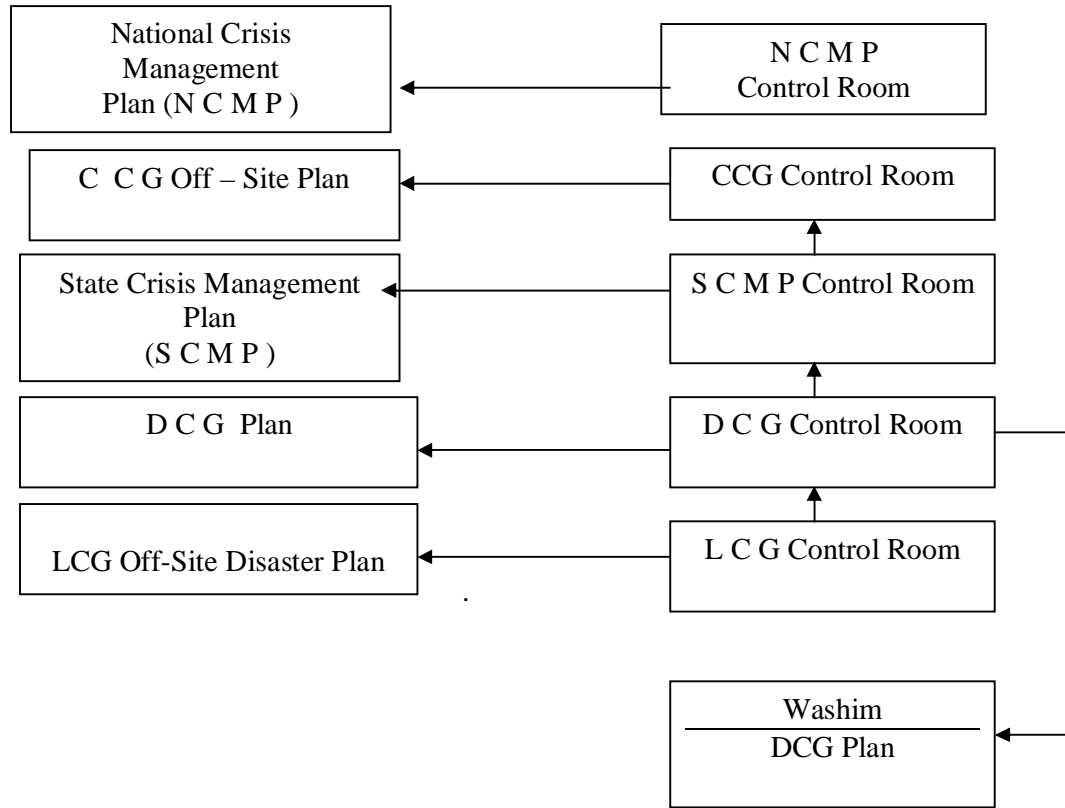 National Crisis
Management
Plan (N C M P )
N C M P
Control Room
C C G Off – Site Plan
CCG Control Room
State Crisis Management
Plan
(S C M P )
S C M P Control Room
D C G Plan
D C G Control Room
LCG Off-Site Disaster Plan
L C G Control Room
.
Washim
DCG Plan